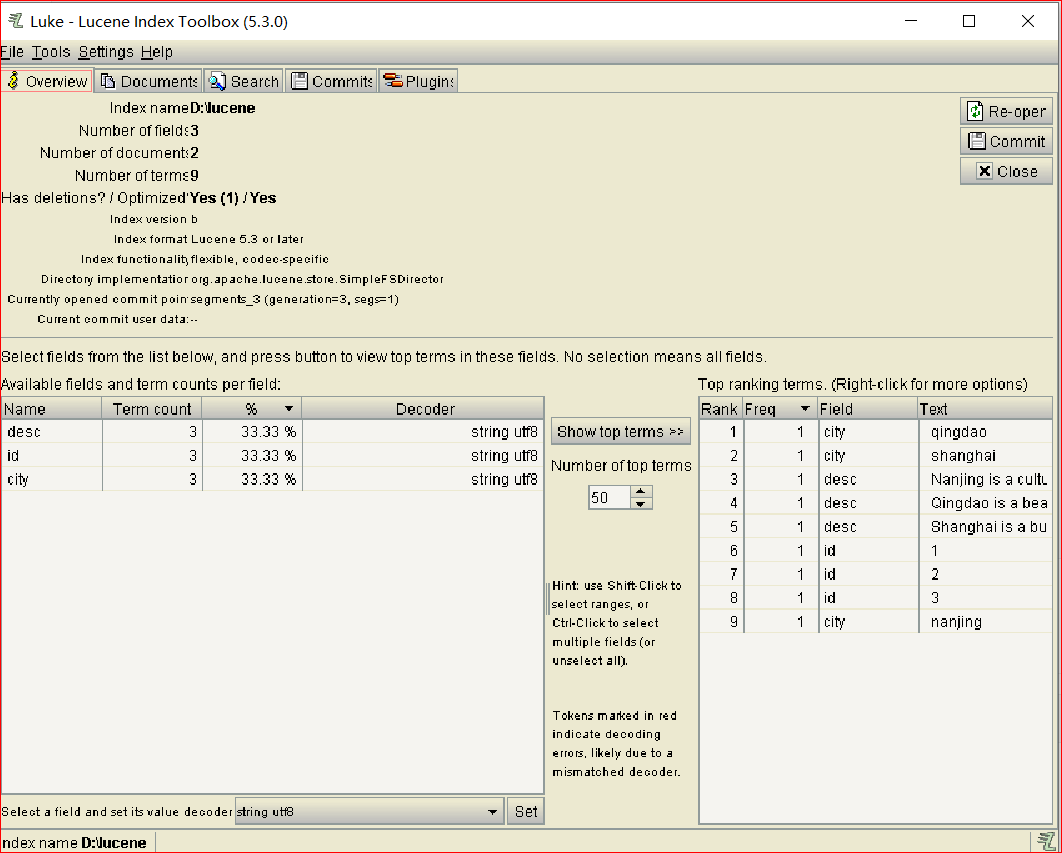 Luke - Lucene Index Toolbox (5.3.0)
File Tools Settings Help
Overview Documents Search Commits Plugins
Index name D:\lucene
Number of fields 3
Number of documents 2
Number of terms 9
Has deletions? / Optimized? Yes (1) / Yes
Index version b
Index format Lucene 5.3 or later
Index functionality flexible, codec-specific
Directory implementation org.apache.lucene.store.SimpleFSDirector
Currently opened commit point segments_3 (generation=3, segs=1)
Current commit user data: --
Re-open
Commit
Close
Select fields from the list below, and press button to view top terms in these fields. No selection means all fields.
Available fields and term counts per field:
Name Term count % Decoder
desc 3 33.33 % string utf8
id 3 33.33 % string utf8
city 3 33.33 % string utf8
Show top terms >>
Number of top terms
50
Hint: use Shift-Click to
select ranges, or
Ctrl-Click to select
multiple fields (or
unselect all).
Tokens marked in red
indicate decoding
errors, likely due to a
mismatched decoder.
Top ranking terms. (Right-click for more options)
Rank Freq Field Text
1 1 city qingdao
2 1 city shanghai
3 1 desc Nanjing is a cultu
4 1 desc Qingdao is a bea
5 1 desc Shanghai is a bu
6 1 id 1
7 1 id 2
8 1 id 3
9 1 city nanjing
Select a field and set its value decoder string utf8 Set
ndex name D:\lucene